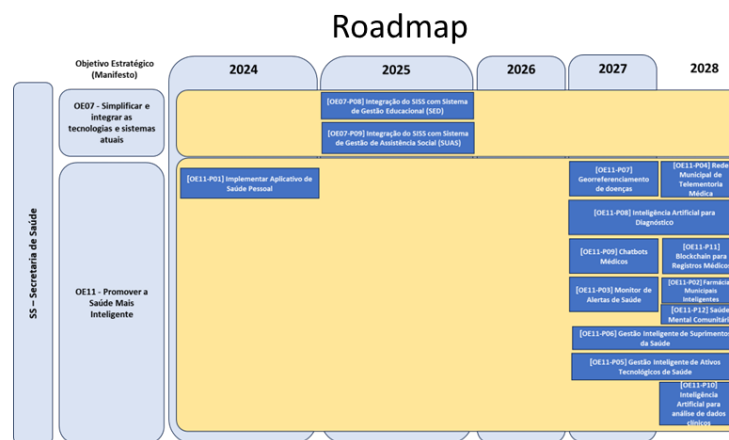 Roadmap
Objetivo Estratégico
(Manifesto)
2024
2025
2026
2027
2028
SS – Secretaria de Saúde
OE07 - Simplificar e
integrar as
tecnologias e sistemas
atuais
[OE07-P08] Integração do SISS com Sistema
de Gestão Educacional (SED)
[OE07-P09] Integração do SISS com Sistema
de Gestão de Assistência Social (SUAS)
OE11 - Promover a
Saúde Mais
Inteligente
[OE11-P01] Implementar Aplicativo de
Saúde Pessoal
[OE11-P07]
Georreferenciamento
de doenças
[OE11-P04] Rede
Municipal de
Telementoria
Médica
[OE11-P08] Inteligência Artificial para
Diagnóstico
[OE11-P09] Chatbots
Médicos
[OE11-P11]
Blockchain para
Registros Médicos
[OE11-P03] Monitor de
Alertas de Saúde
[OE11-P02] Farmácia
Municipais
Inteligentes
[OE11-P12] Saúde
Mental Comunitári
[OE11-P06] Gestão Inteligente de Suprimento
da Saúde
[OE11-P05] Gestão Inteligente de Ativos
Tecnológicos de Saúde
[OE11-P10]
Inteligência
Artificial para
análise de dados
clínicos